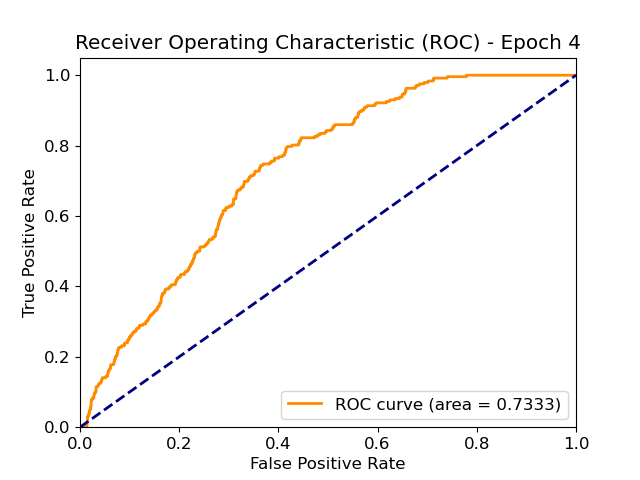 Receiver Operating Characteristic (ROC) - Epoch 4
1.0
0.8
0.6
0.4
0.2
0.0
True Positive Rate
ROC curve (area = 0.7333)
0.0 0.2 0.4 0.6 0.8 1.0
False Positive Rate